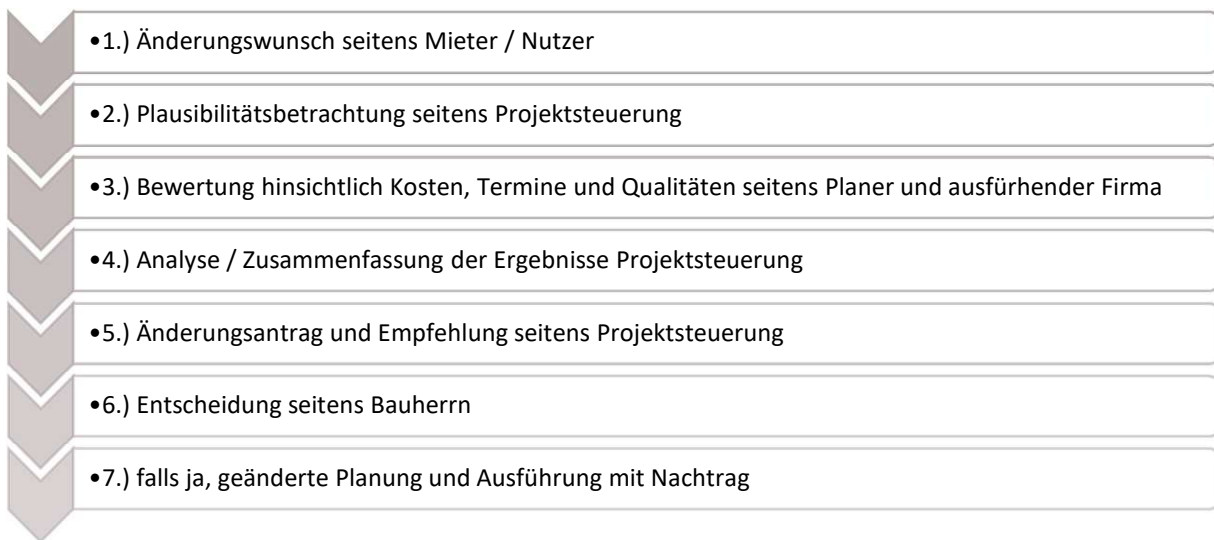 •1.) Änderungswunsch seitens Mieter / Nutzer
•2.) Plausibilitätsbetrachtung seitens Projektsteuerung
•3.) Bewertung hinsichtlich Kosten, Termine und Qualitäten seitens Planer und ausfürhender Firma
•4.) Analyse / Zusammenfassung der Ergebnisse Projektsteuerung
•5.) Änderungsantrag und Empfehlung seitens Projektsteuerung
•6.) Entscheidung seitens Bauherrn
•7.) falls ja, geänderte Planung und Ausführung mit Nachtrag